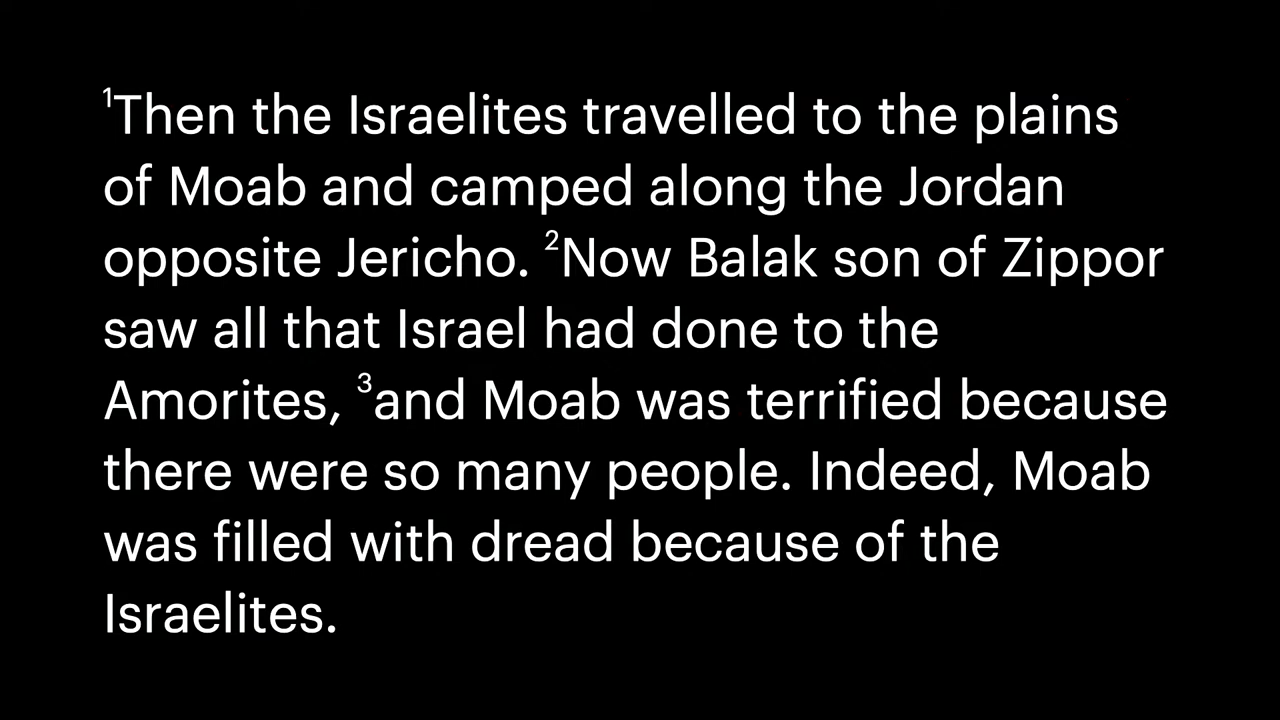 ¹Then the Israelites travelled to the plains
of Moab and camped along the Jordan
opposite Jericho. ²Now Balak son of Zippor
saw all that Israel had done to the
Amorites, ³and Moab was terrified because
there were so many people. Indeed, Moab
was filled with dread because of the
Israelites.